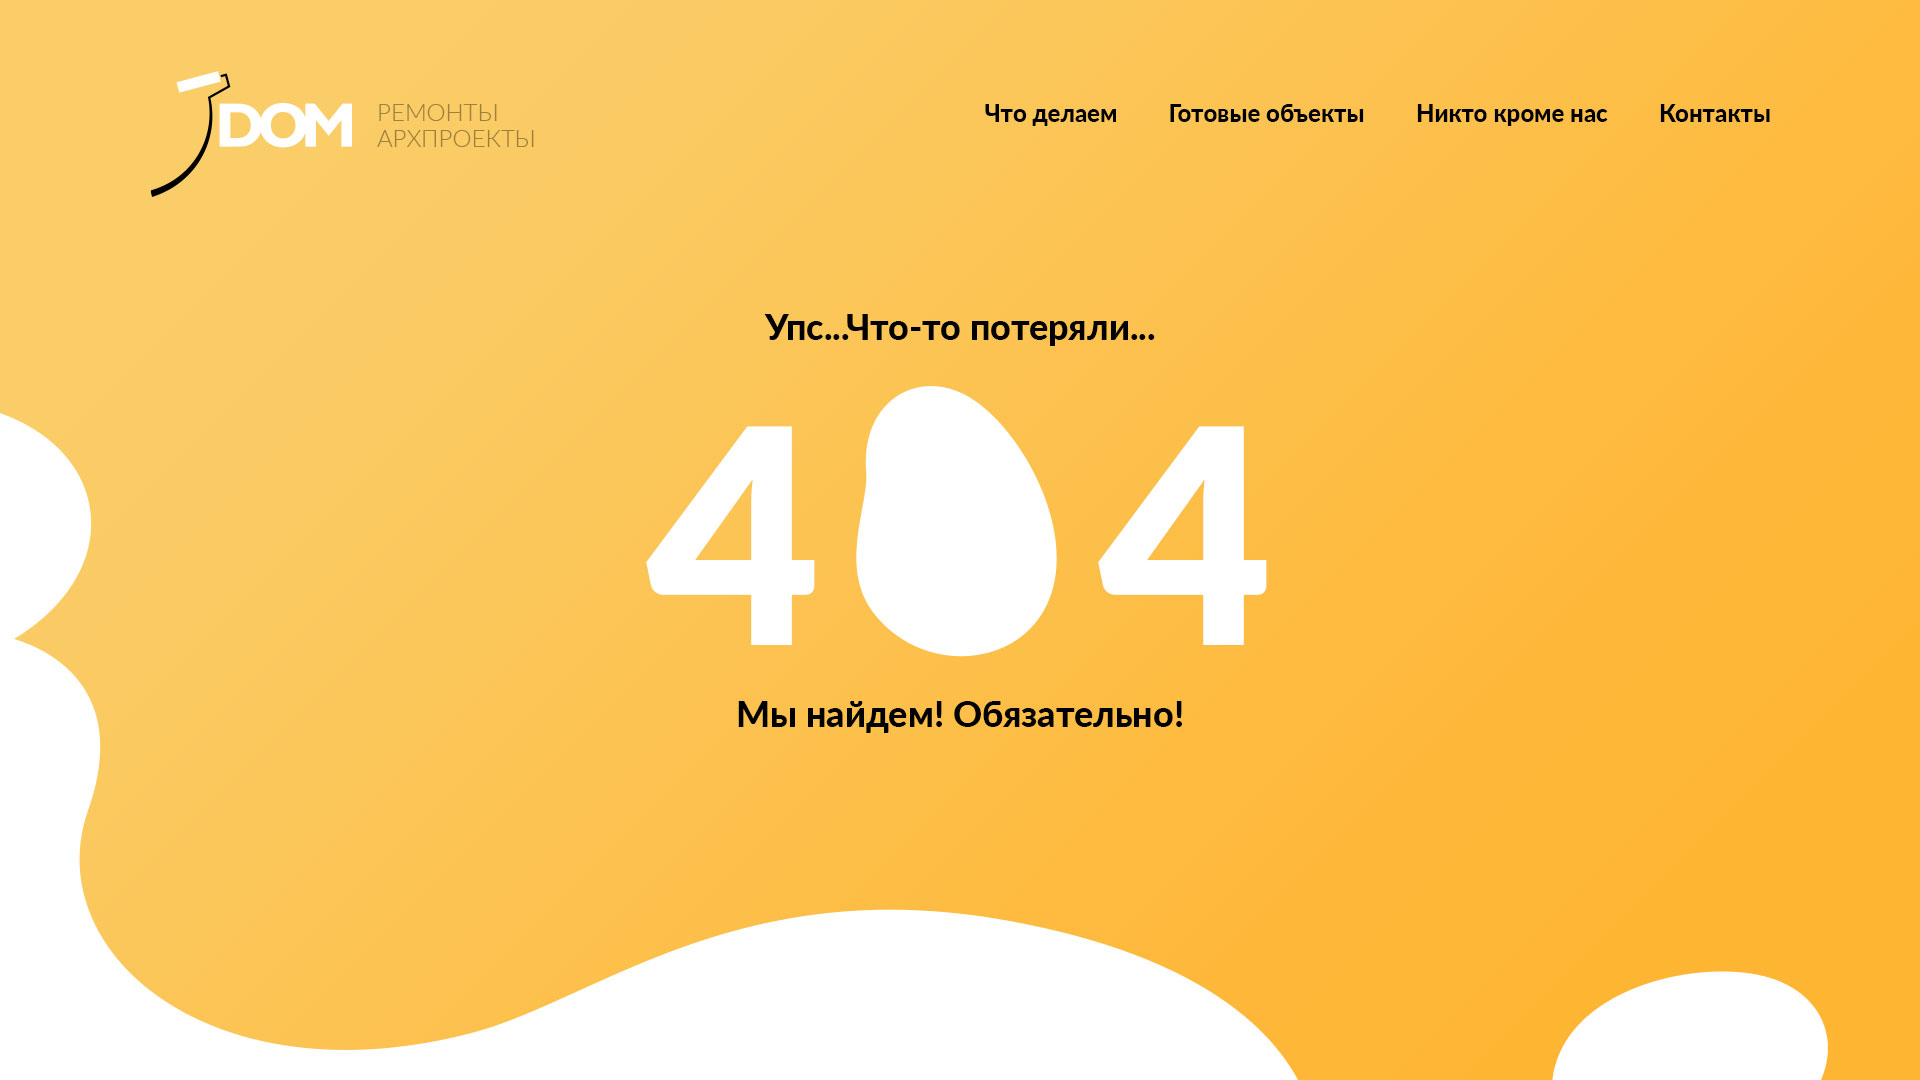 DOM
РЕМОНТЫ
АРХПРОЕКТЫ
Что делаем Готовые объекты Никто кроме нас Контакты
Упс...Что-то потеряли...
404
Мы найдем! Обязательно!